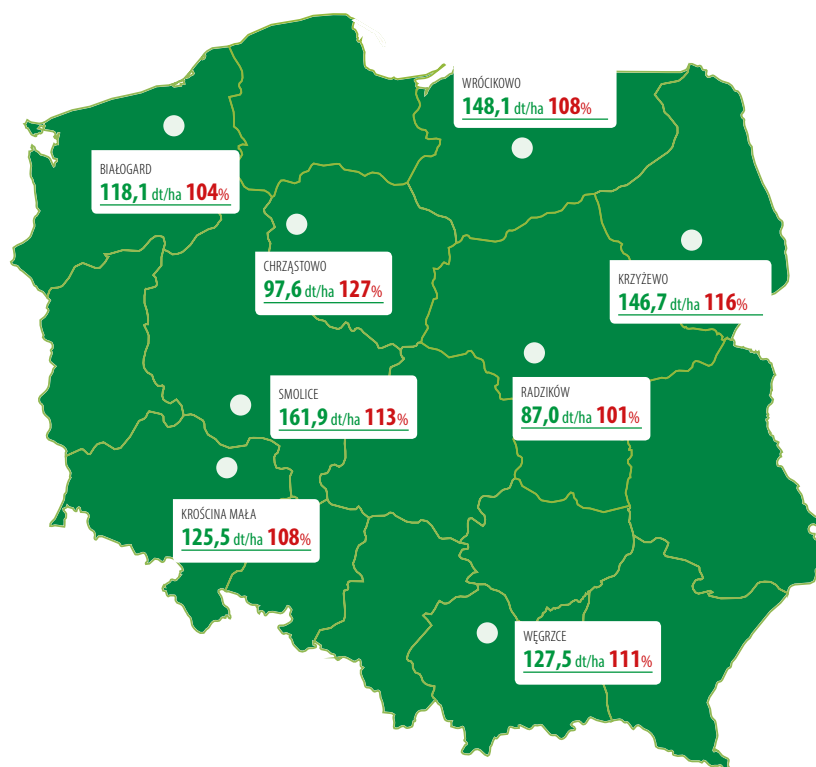 WRÓCIKOWO
148,1 dt/ha 108%
BIAŁOGARD
118,1 dt/ha 104%
CHRZĄSTOWO
97,6 dt/ha 127%
KRZYŻEWO
146,7 dt/ha 116%
SMOLICE
161,9 dt/ha 113%
RADZIKÓW
87,0 dt/ha 101%
KROŚCINA MAŁA
125,5 dt/ha 108%
WĘGRZCE
127,5 dt/ha 111%